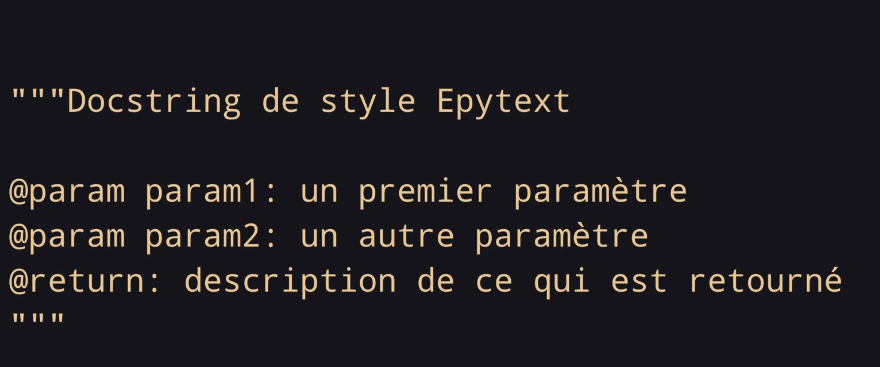 """Docstring de style Epytext
@param param1: un premier paramètre
@param param2: un autre paramètre
@return: description de ce qui est retourné
"""